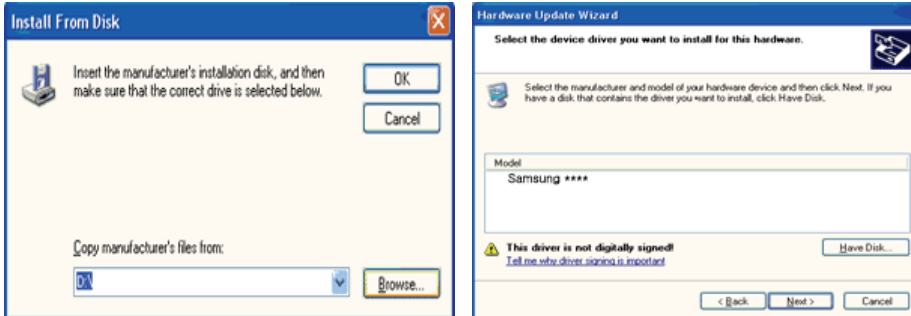 Install From Disk
Insert the manufacturer's installation disk, and then
make sure that the correct drive is selected below.
OK
Cancel
Copy manufacturer's files from:
D:\
Browse...
Hardware Update Wizard
Select the device driver you want to install for this hardware.
Select the manufacturer and model of your hardware device and then click Next. If you
have a disk that contains the driver you want to install, click Have Disk.
Model
Samsung ****
This driver is not digitally signed!
Tell me why driver signing is important
Have Disk...
< Back
Next >
Cancel